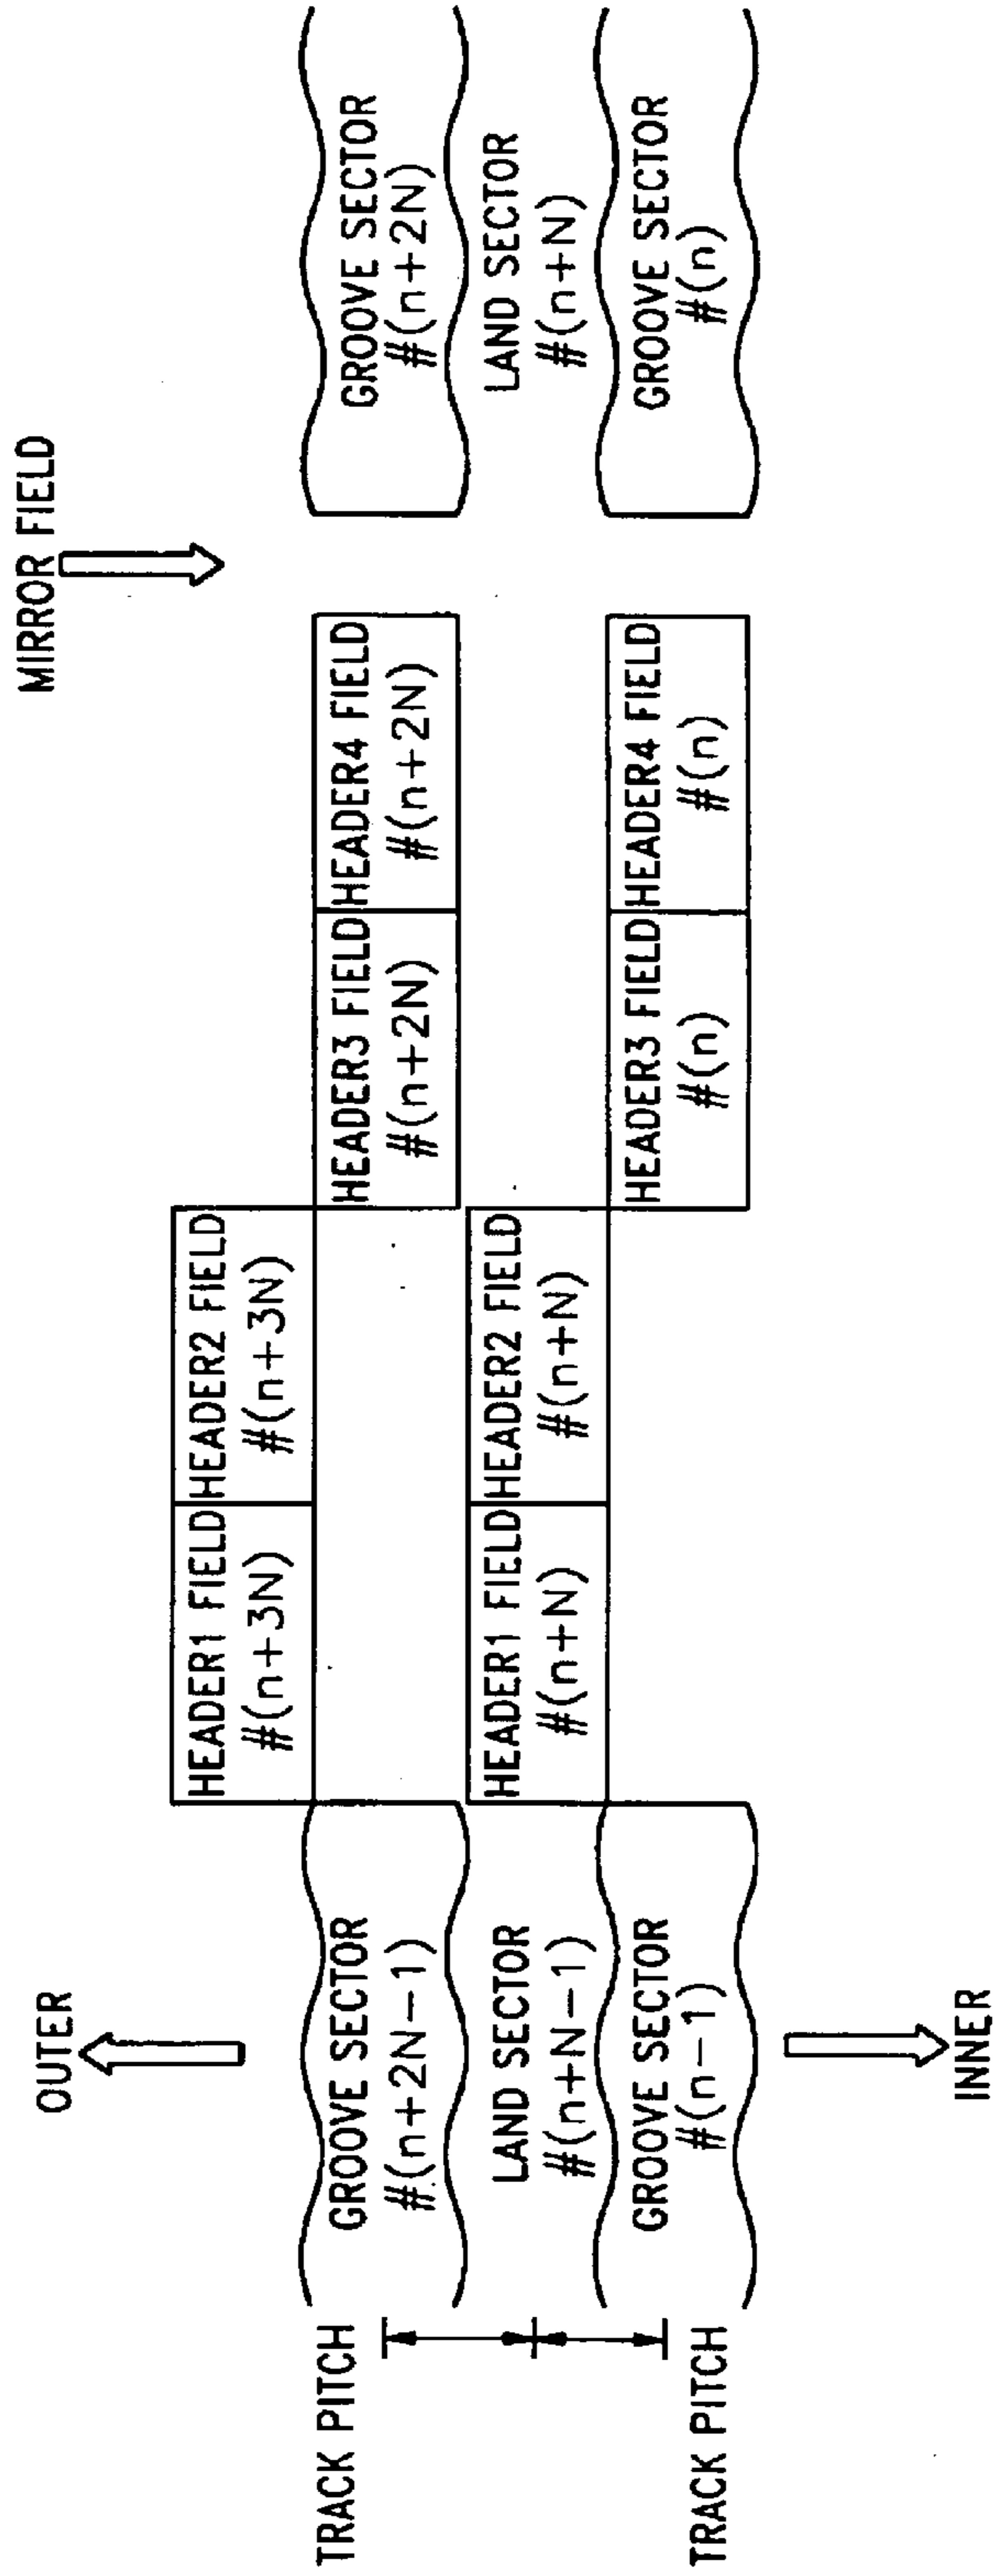 MIRROR FIELD
OUTER
HEADER1 FIELD
#(n+3N)
HEADER2 FIELD
#(n+3N)
TRACK PITCH
GROOVE SECTOR
#(n+2N-1)
HEADER3 FIELD
#(n+2N)
HEADER4 FIELD
#(n+2N)
GROOVE SECTOR
#(n+2N)
LAND SECTOR
#(n+N-1)
HEADER1 FIELD
#(n+N)
HEADER2 FIELD
#(n+N)
LAND SECTOR
#(n+N)
TRACK PITCH
GROOVE SECTOR
#(n-1)
HEADER3 FIELD
#(n)
HEADER4 FIELD
#(n)
GROOVE SECTOR
#(n)
INNER